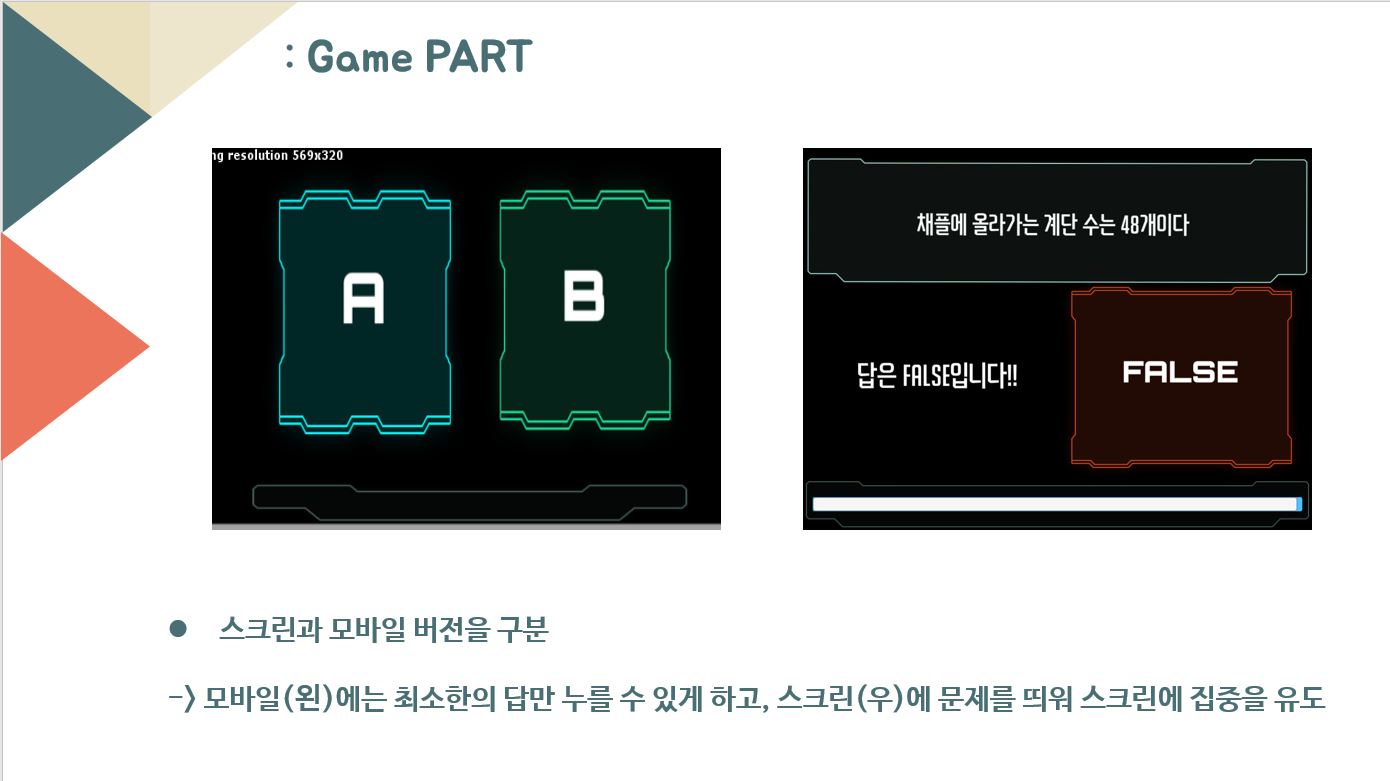 : Game PART
ng resolution 569x320
A
B
채플에 올라가는 계단 수는 48개미다
답은 FALSE입니다!!
FALSE
● 스크린과 모바일 버전을 구분
-> 모바일(왼)에는 최소한의 답만 누를 수 있게 하고, 스크린(우)에 문제를 띄워 스크린에 집중을 유도